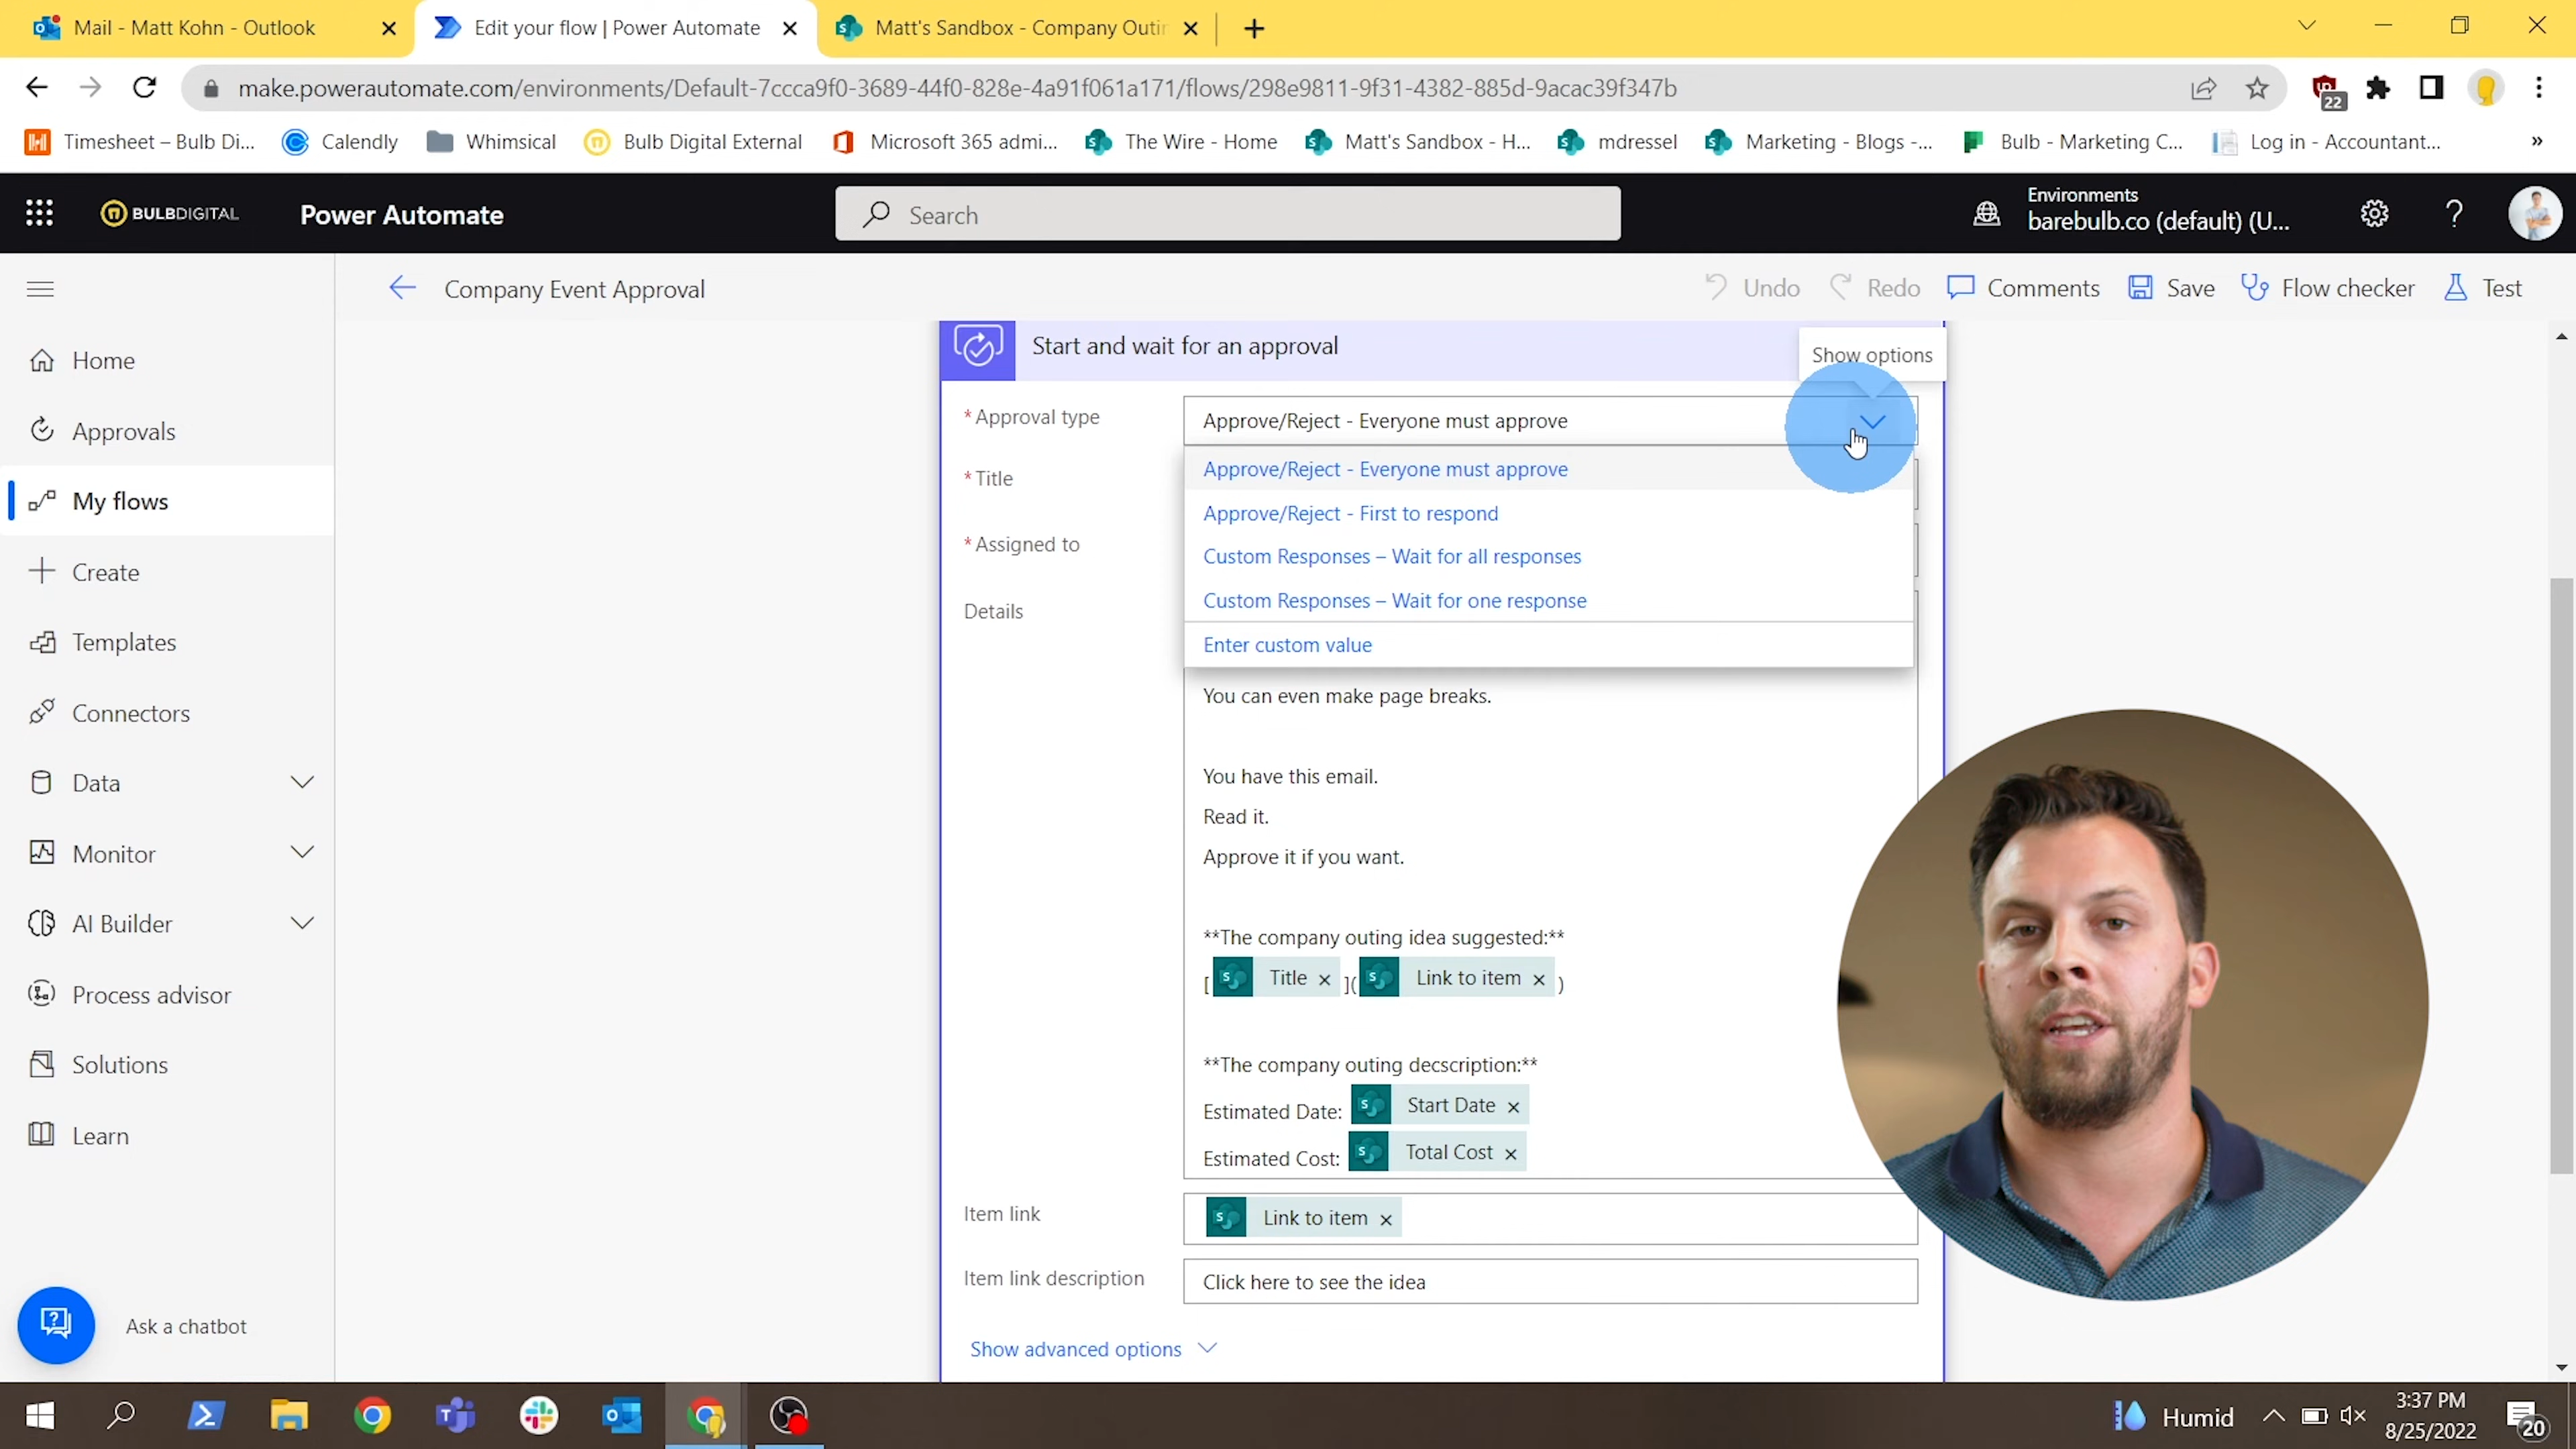 Mail - Matt Kohn - Outlook
Edit your flow | Power Automate
Matt's Sandbox - Company Outin
make.powerautomate.com/environments/Default-7ccca9f0-3689-44f0-828e-4a91f061a171/flows/298e9811-9f31-4382-885d-9acac39f347b
22
Timesheet – Bulb Di...
Calendly
Whimsical
Bulb Digital External
Microsoft 365 admi...
The Wire - Home
Matt's Sandbox - H...
mdressel
Marketing - Blogs -...
Bulb - Marketing C...
Log in - Accountant...
»
BULBDIGITAL
Power Automate
Search
Environments
barebulb.co (default) (U...
Company Event Approval
Undo
Redo
Comments
Save
Flow checker
Test
Home
Approvals
My flows
Create
Templates
Connectors
Data
Monitor
AI Builder
Process advisor
Solutions
Learn
Ask a chatbot
Start and wait for an approval
Show options
* Approval type
Approve/Reject - Everyone must approve
Approve/Reject - Everyone must approve
Approve/Reject - First to respond
Custom Responses – Wait for all responses
Custom Responses – Wait for one response
Enter custom value
* Title
* Assigned to
Details
You can even make page breaks.
You have this email.
Read it.
Approve it if you want.
**The company outing idea suggested:**
[ Title × ]( Link to item × )
**The company outing decscription:**
Estimated Date: Start Date ×
Estimated Cost: Total Cost ×
Item link
Link to item ×
Item link description
Click here to see the idea
Show advanced options
Humid
3:37 PM
8/25/2022
20